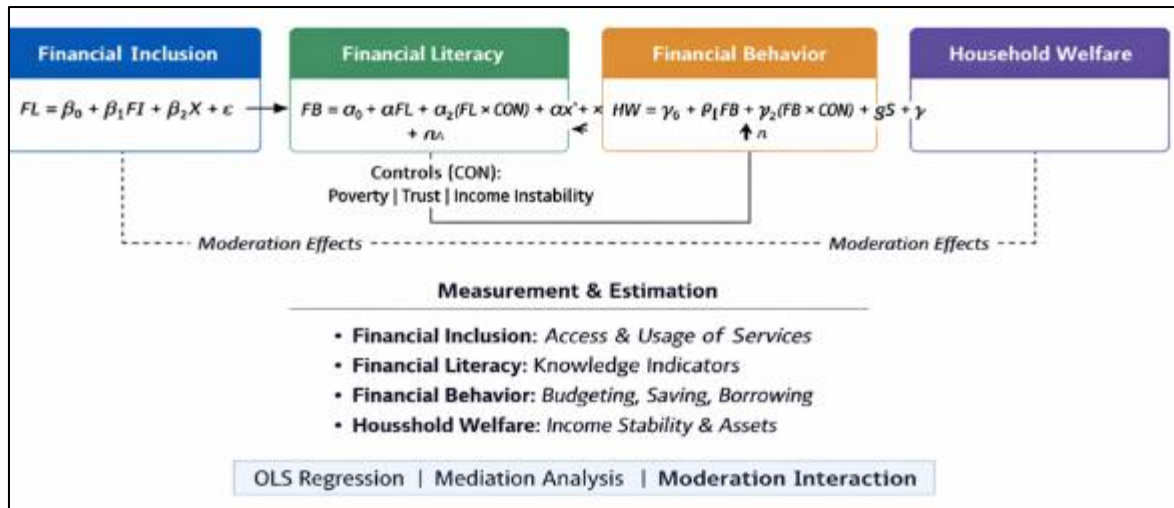 Financial Inclusion
Financial Literacy
Financial Behavior
Household Welfare
FL = β₀ + β₁FI + β₂X + ε
FB = α₀ + αFL + α₂(FL × CON) + αx' + ×
HW = γ₀ + ρ₁FB + γ₂(FB × CON) + gS + γ
Controls (CON):
Poverty | Trust | Income Instability
Moderation Effects
Moderation Effects
Measurement & Estimation
• Financial Inclusion: Access & Usage of Services
• Financial Literacy: Knowledge Indicators
• Financial Behavior: Budgeting, Saving, Borrowing
• Housshold Welfare: Income Stability & Assets
OLS Regression | Mediation Analysis | Moderation Interaction